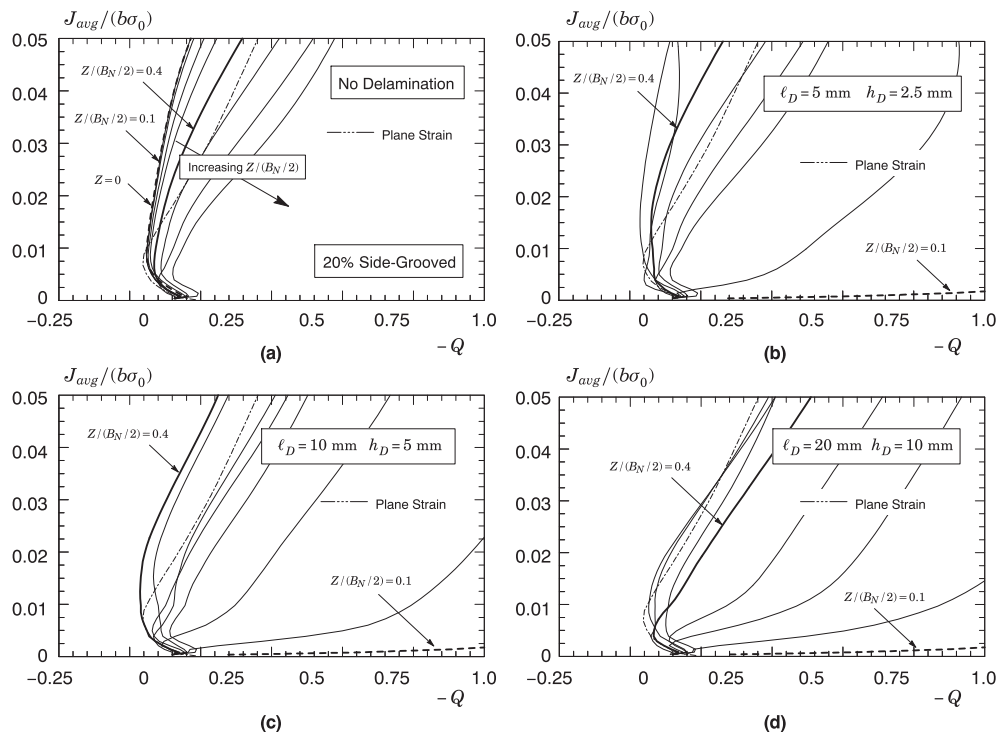 J_avg/(bσ₀)
0.05
0.04
0.03
0.02
0.01
0
Z/(B_N/2)=0.4
Z/(B_N/2)=0.1
Z=0
No Delamination
Plane Strain
Increasing Z/(B_N/2)
20% Side-Grooved
−0.25 0 0.25 0.5 0.75 1.0
−Q
(a)
J_avg/(bσ₀)
0.05
0.04
0.03
0.02
0.01
0
Z/(B_N/2)=0.4
ℓ_D=5 mm h_D=2.5 mm
Plane Strain
Z/(B_N/2)=0.1
−0.25 0 0.25 0.5 0.75 1.0
−Q
(b)
J_avg/(bσ₀)
0.05
0.04
0.03
0.02
0.01
0
Z/(B_N/2)=0.4
ℓ_D=10 mm h_D=5 mm
Plane Strain
Z/(B_N/2)=0.1
−0.25 0 0.25 0.5 0.75 1.0
−Q
(c)
J_avg/(bσ₀)
0.05
0.04
0.03
0.02
0.01
0
ℓ_D=20 mm h_D=10 mm
Z/(B_N/2)=0.4
Plane Strain
Z/(B_N/2)=0.1
−0.25 0 0.25 0.5 0.75 1.0
−Q
(d)